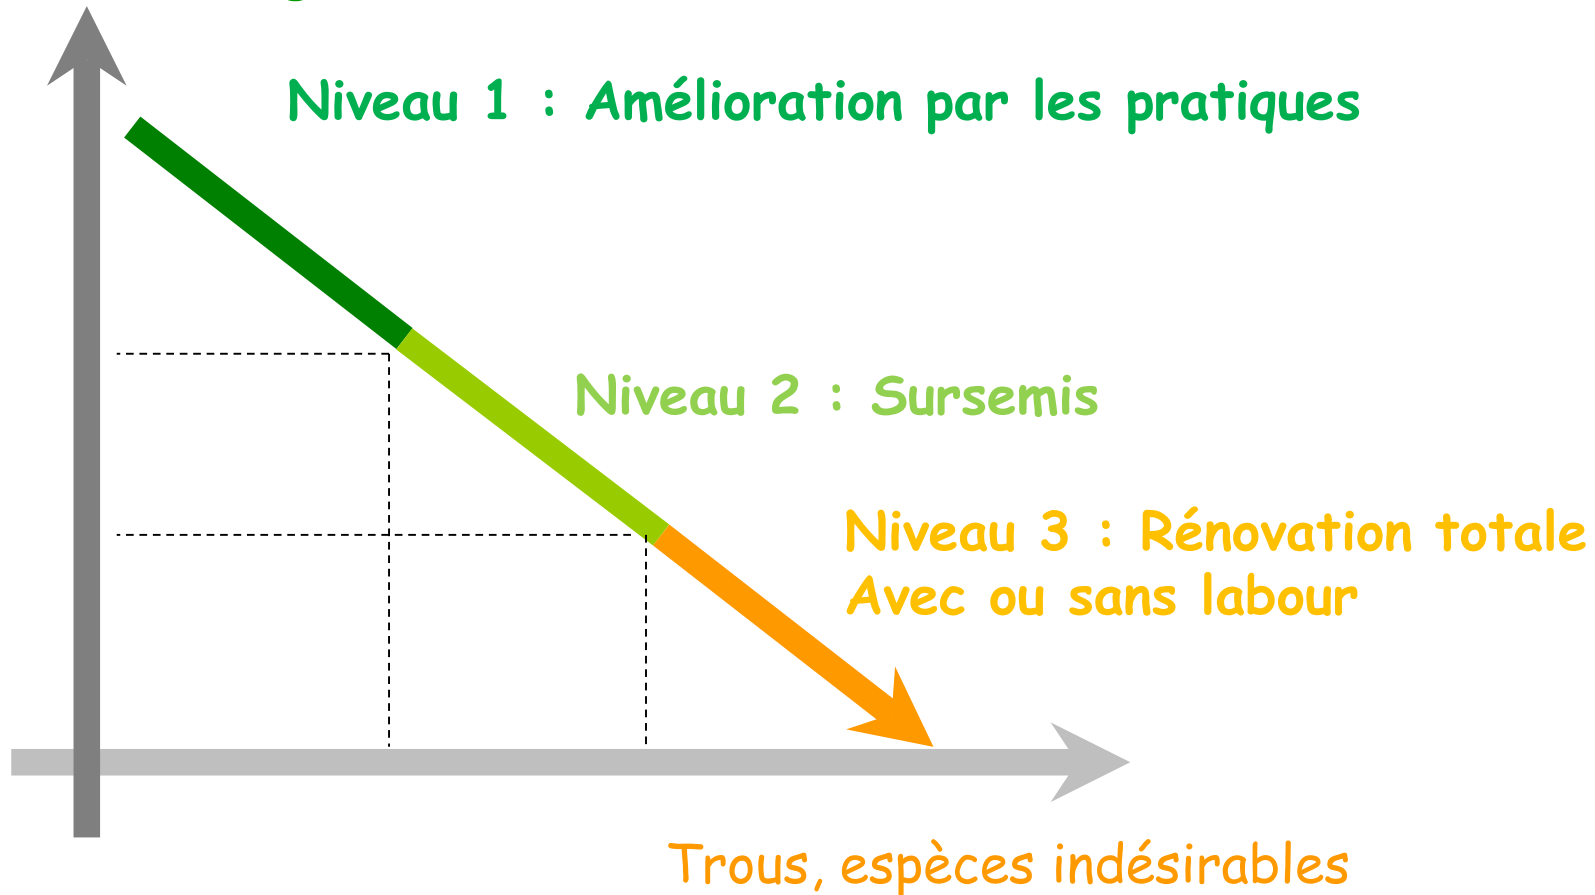 Niveau 1 : Amélioration par les pratiques
Niveau 2 : Sursemis
Niveau 3 : Rénovation totale
Avec ou sans labour
Trous, espèces indésirables